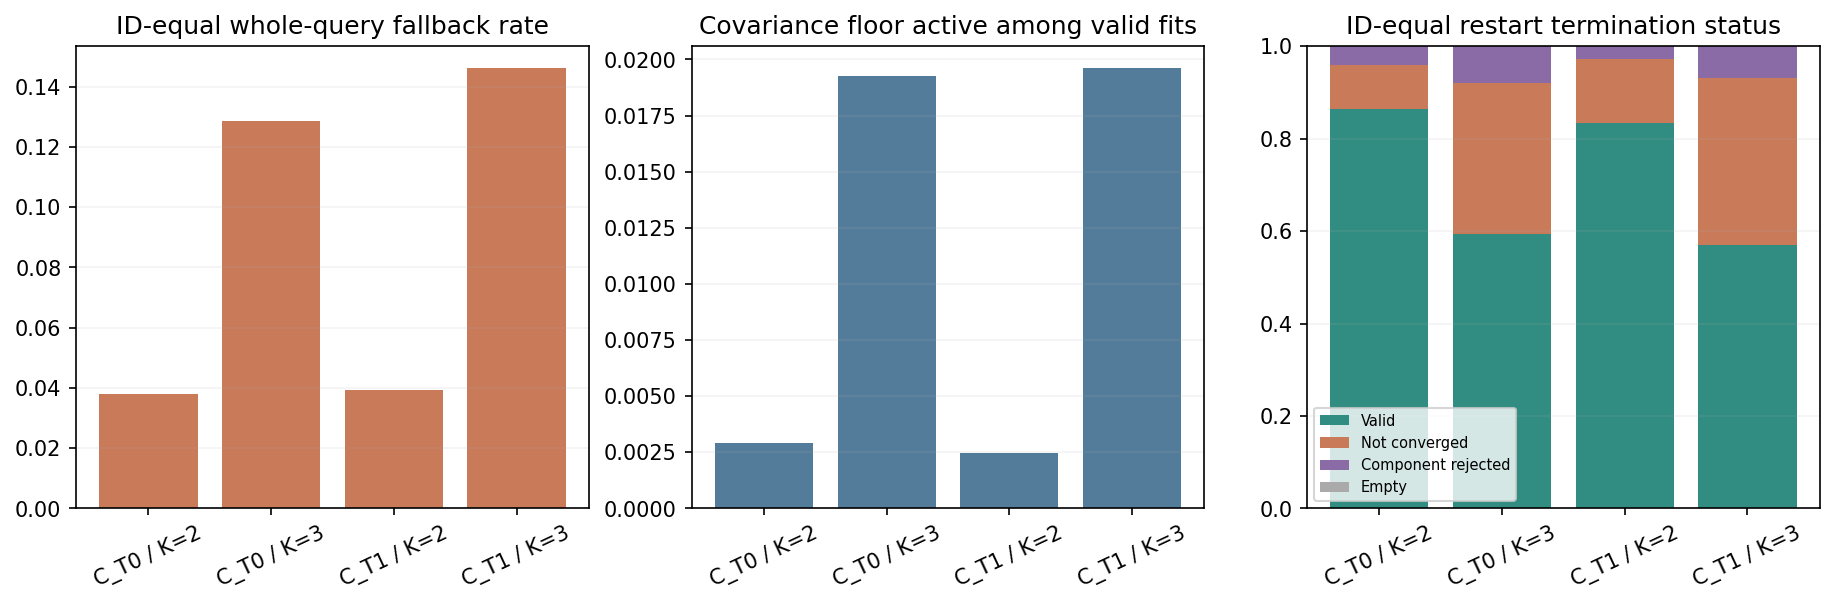 ID-equal whole-query fallback rate
0.14
0.12
0.10
0.08
0.06
0.04
0.02
0.00
C_T0 / K=2
C_T0 / K=3
C_T1 / K=2
C_T1 / K=3
Covariance floor active among valid fits
0.0200
0.0175
0.0150
0.0125
0.0100
0.0075
0.0050
0.0025
0.0000
C_T0 / K=2
C_T0 / K=3
C_T1 / K=2
C_T1 / K=3
ID-equal restart termination status
1.0
0.8
0.6
0.4
0.2
0.0
Valid
Not converged
Component rejected
Empty
C_T0 / K=2
C_T0 / K=3
C_T1 / K=2
C_T1 / K=3